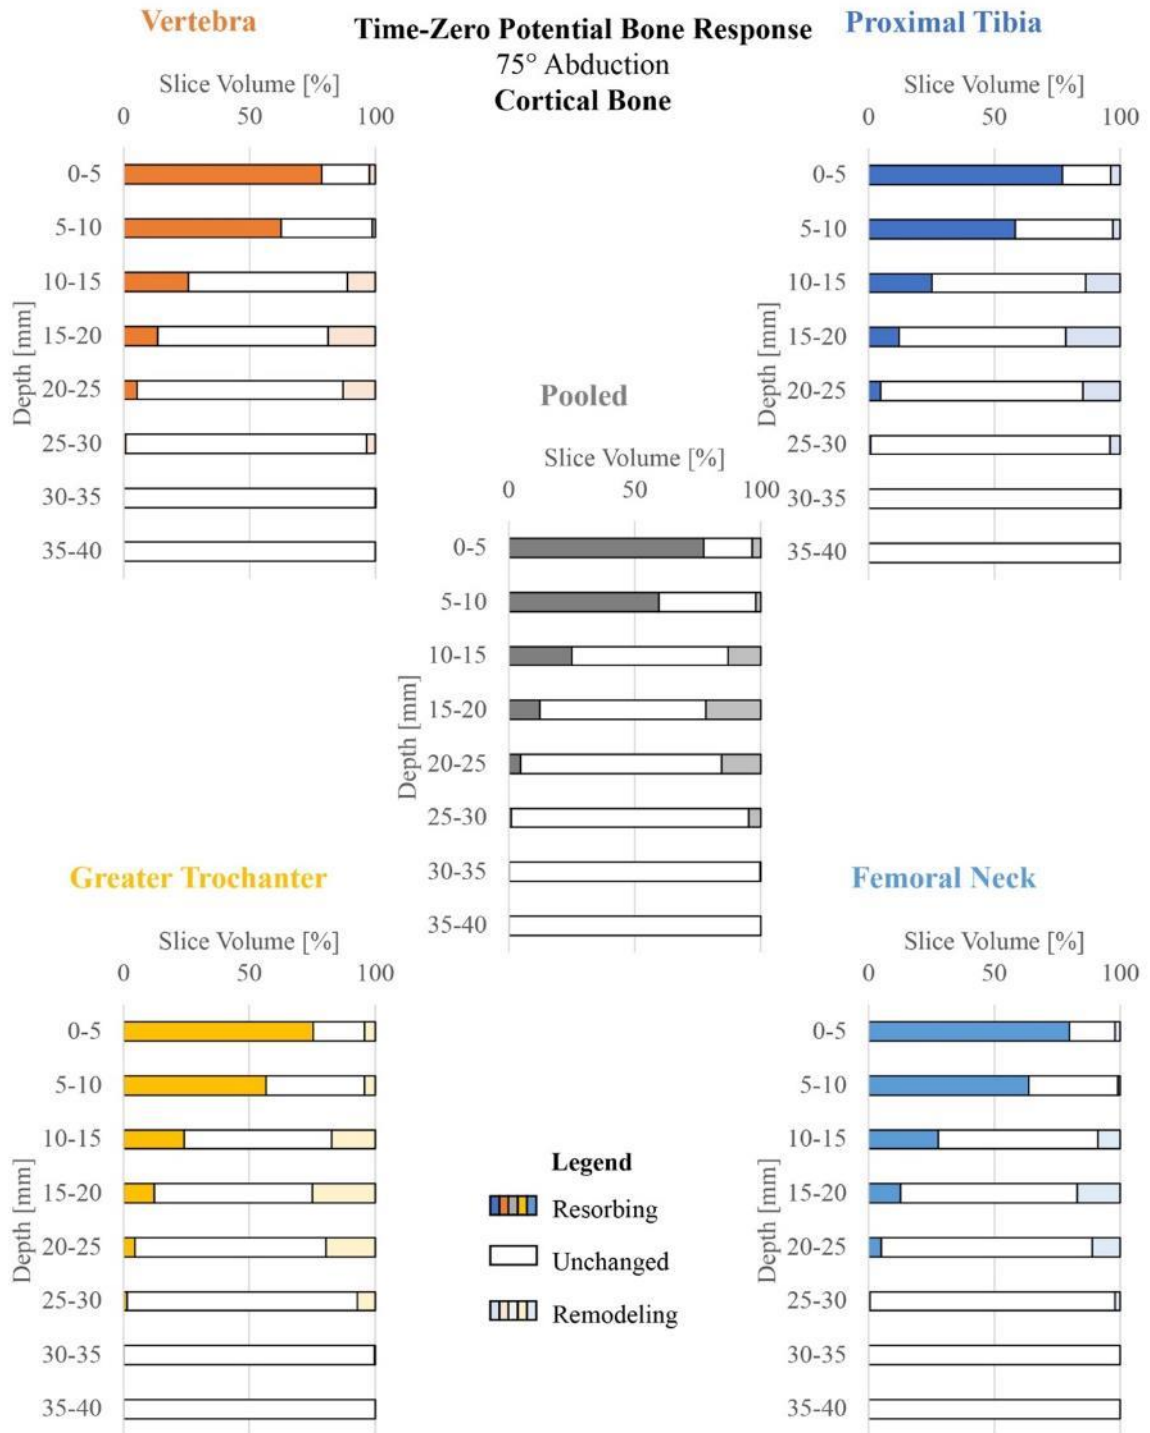 Time-Zero Potential Bone Response
75° Abduction
Cortical Bone
Vertebra
Slice Volume [%]
0 50 100
Depth [mm]
0-5
5-10
10-15
15-20
20-25
25-30
30-35
35-40
Proximal Tibia
Slice Volume [%]
0 50 100
Depth [mm]
0-5
5-10
10-15
15-20
20-25
25-30
30-35
35-40
Pooled
Slice Volume [%]
0 50 100
Depth [mm]
0-5
5-10
10-15
15-20
20-25
25-30
30-35
35-40
Greater Trochanter
Slice Volume [%]
0 50 100
Depth [mm]
0-5
5-10
10-15
15-20
20-25
25-30
30-35
35-40
Femoral Neck
Slice Volume [%]
0 50 100
Depth [mm]
0-5
5-10
10-15
15-20
20-25
25-30
30-35
35-40
Legend
Resorbing
Unchanged
Remodeling